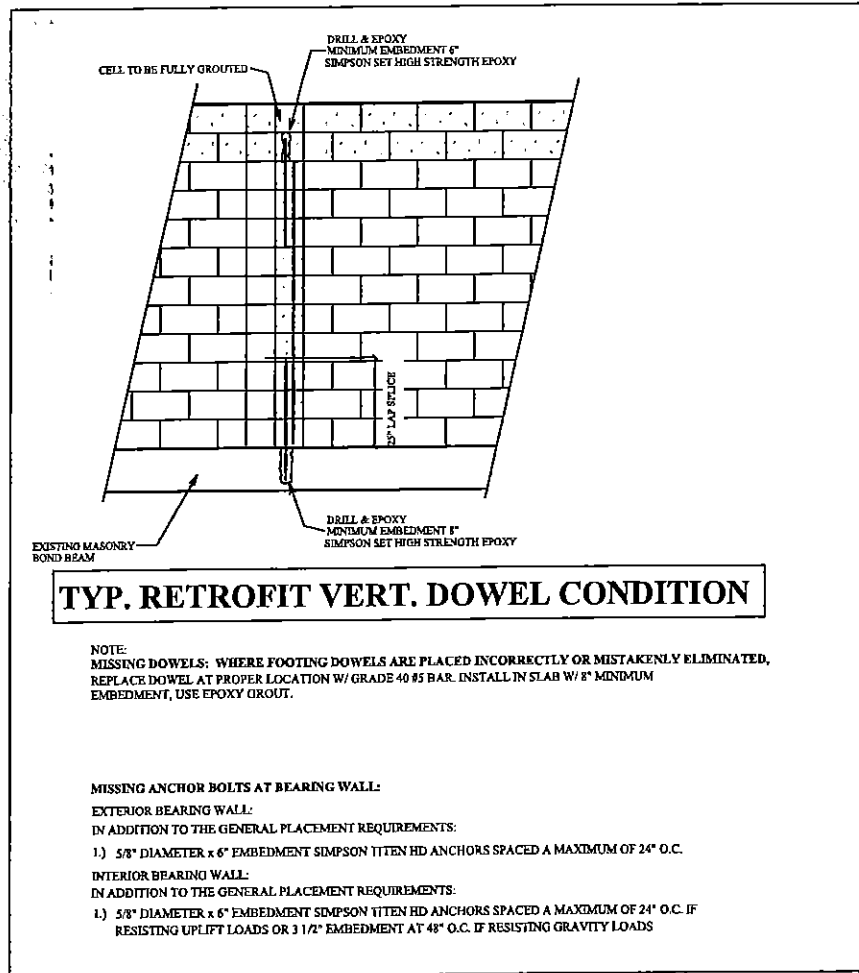 DRILL & EPOXY
MINIMUM EMBEDMENT 6"
SIMPSON SET HIGH STRENGTH EPOXY
CELL TO BE FULLY GROUTED
25" LAP SPLICE
DRILL & EPOXY
MINIMUM EMBEDMENT 8"
SIMPSON SET HIGH STRENGTH EPOXY
EXISTING MASONRY
BOND BEAM
TYP. RETROFIT VERT. DOWEL CONDITION
NOTE:
MISSING DOWELS: WHERE FOOTING DOWELS ARE PLACED INCORRECTLY OR MISTAKENLY ELIMINATED,
REPLACE DOWEL AT PROPER LOCATION W/ GRADE 40 #5 BAR. INSTALL IN SLAB W/ 8" MINIMUM
EMBEDMENT, USE EPOXY GROUT.
MISSING ANCHOR BOLTS AT BEARING WALL:
EXTERIOR BEARING WALL:
IN ADDITION TO THE GENERAL PLACEMENT REQUIREMENTS:
1.) 5/8" DIAMETER x 6" EMBEDMENT SIMPSON TITEN HD ANCHORS SPACED A MAXIMUM OF 24" O.C.
INTERIOR BEARING WALL:
IN ADDITION TO THE GENERAL PLACEMENT REQUIREMENTS:
1.) 5/8" DIAMETER x 6" EMBEDMENT SIMPSON TITEN HD ANCHORS SPACED A MAXIMUM OF 24" O.C. IF
RESISTING UPLIFT LOADS OR 3 1/2" EMBEDMENT AT 48" O.C. IF RESISTING GRAVITY LOADS